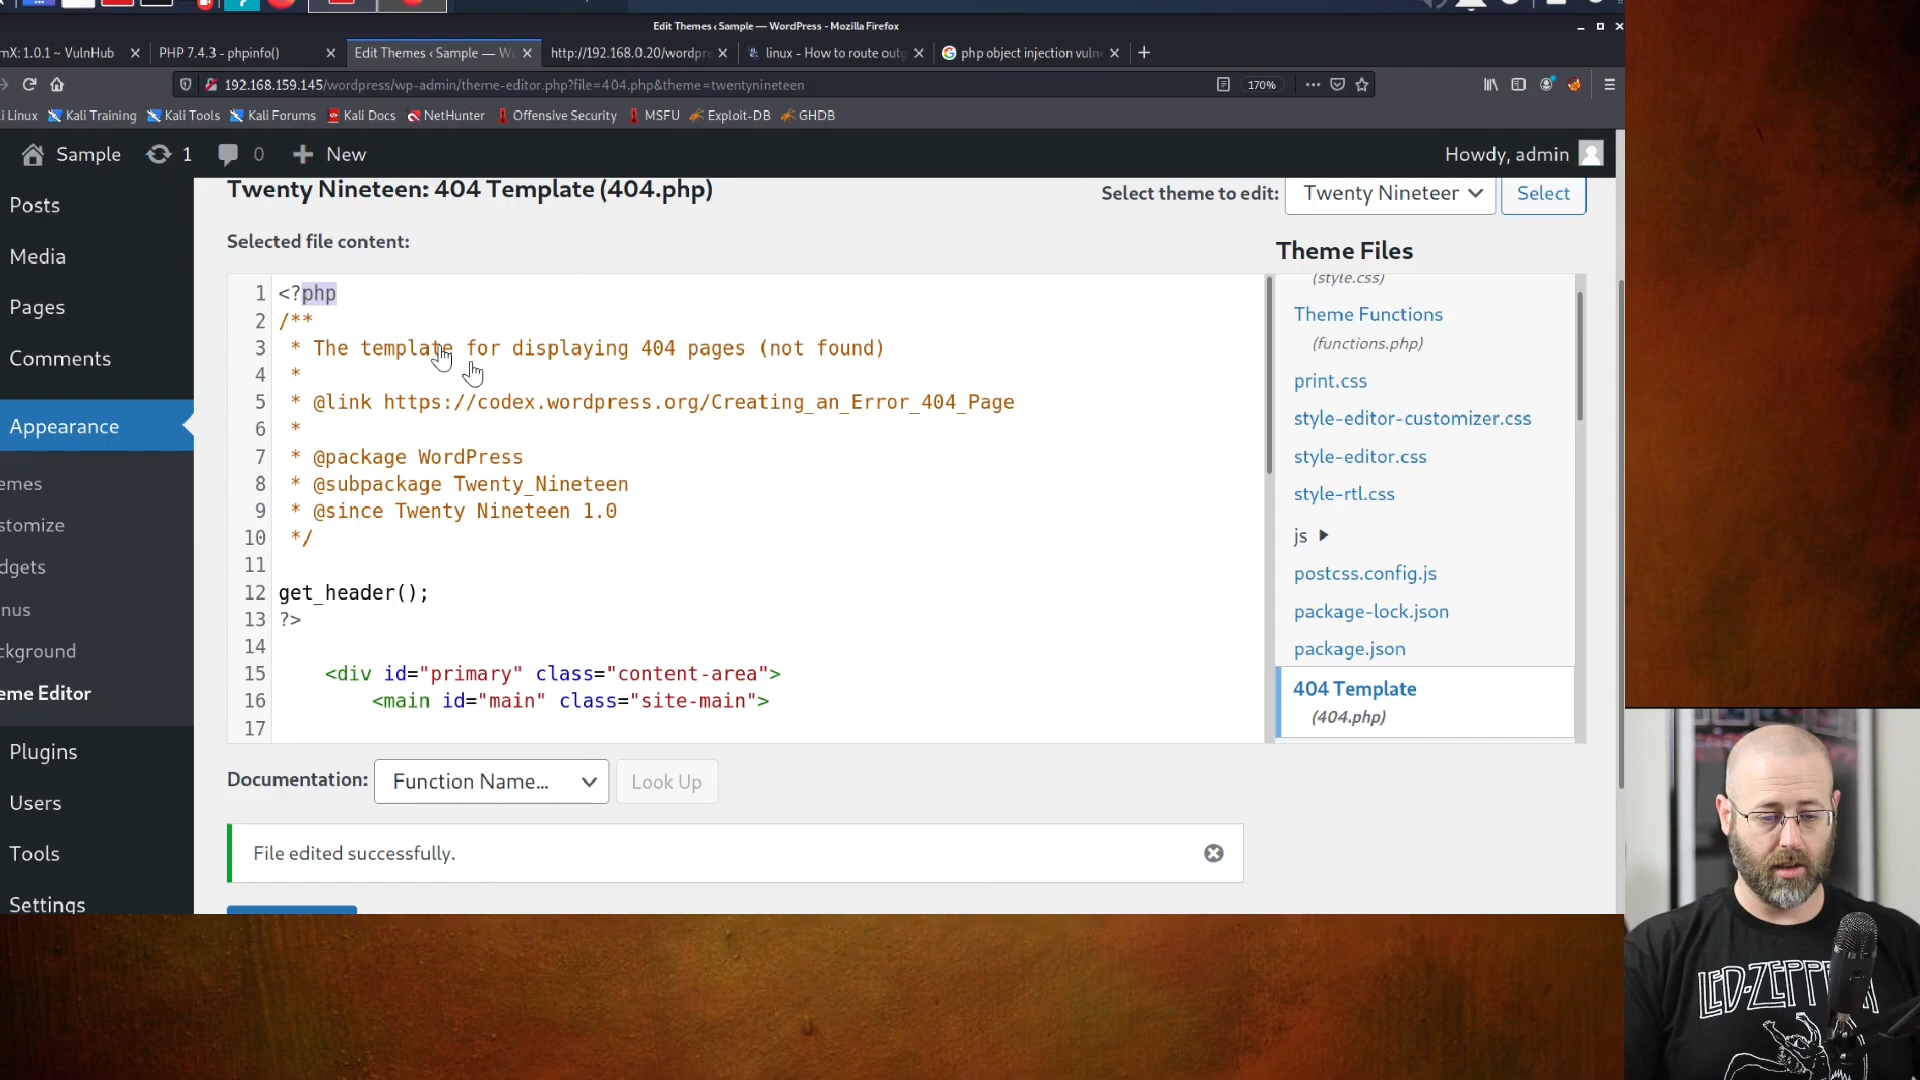 Edit Themes ‹ Sample — WordPress - Mozilla Firefox
mX: 1.0.1 ~ VulnHub
PHP 7.4.3 - phpinfo()
Edit Themes ‹ Sample — W
http://192.168.0.20/wordpr
linux - How to route outg
php object injection vuln
192.168.159.145/wordpress/wp-admin/theme-editor.php?file=404.php&theme=twentynineteen
170%
li Linux
Kali Training
Kali Tools
Kali Forums
Kali Docs
NetHunter
Offensive Security
MSFU
Exploit-DB
GHDB
Sample
1
0
New
Howdy, admin
Posts
Media
Pages
Comments
Appearance
emes
stomize
dgets
nus
ckground
eme Editor
Plugins
Users
Tools
Settings
Twenty Nineteen: 404 Template (404.php)
Select theme to edit:
Twenty Nineteen
Select
Selected file content:
1 <?php
2 /**
3 * The template for displaying 404 pages (not found)
4 *
5 * @link https://codex.wordpress.org/Creating_an_Error_404_Page
6 *
7 * @package WordPress
8 * @subpackage Twenty_Nineteen
9 * @since Twenty Nineteen 1.0
10 */
11
12 get_header();
13 ?>
14
15 <div id="primary" class="content-area">
16 <main id="main" class="site-main">
17
Theme Files
(style.css)
Theme Functions
(functions.php)
print.css
style-editor-customizer.css
style-editor.css
style-rtl.css
js
postcss.config.js
package-lock.json
package.json
404 Template
(404.php)
Documentation:
Function Name...
Look Up
File edited successfully.
LED-ZEPPE